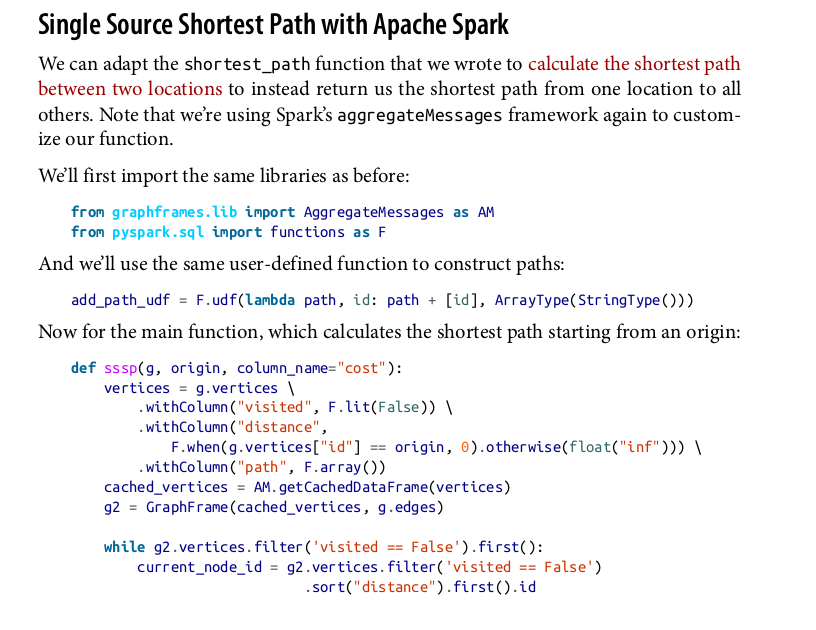 Single Source Shortest Path with Apache Spark
We can adapt the shortest_path function that we wrote to calculate the shortest path
between two locations to instead return us the shortest path from one location to all
others. Note that we’re using Spark’s aggregateMessages framework again to custom-
ize our function.
We’ll first import the same libraries as before:
from graphframes.lib import AggregateMessages as AM
from pyspark.sql import functions as F
And we’ll use the same user-defined function to construct paths:
add_path_udf = F.udf(lambda path, id: path + [id], ArrayType(StringType()))
Now for the main function, which calculates the shortest path starting from an origin:
def sssp(g, origin, column_name="cost"):
    vertices = g.vertices \
        .withColumn("visited", F.lit(False)) \
        .withColumn("distance",
            F.when(g.vertices["id"] == origin, 0).otherwise(float("inf"))) \
        .withColumn("path", F.array())
    cached_vertices = AM.getCachedDataFrame(vertices)
    g2 = GraphFrame(cached_vertices, g.edges)
    while g2.vertices.filter('visited == False').first():
        current_node_id = g2.vertices.filter('visited == False')
                            .sort("distance").first().id